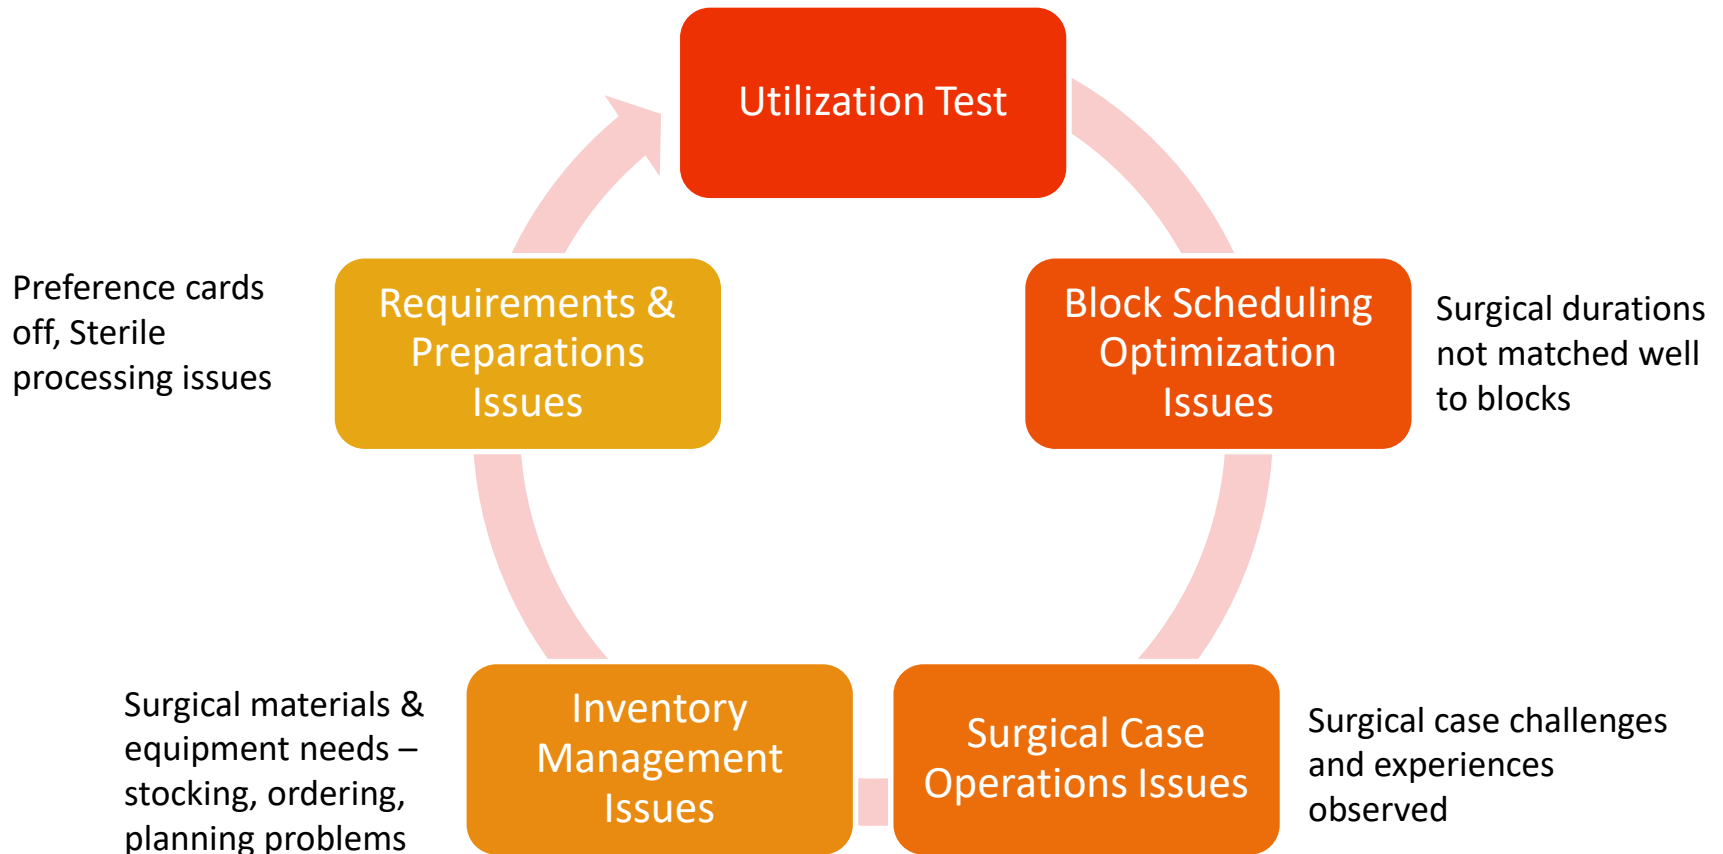 Utilization Test
Preference cards
off, Sterile
processing issues
Requirements &
Preparations
Issues
Block Scheduling
Optimization
Issues
Surgical durations
not matched well
to blocks
Surgical materials &
equipment needs –
stocking, ordering,
planning problems
Inventory
Management
Issues
Surgical Case
Operations Issues
Surgical case challenges
and experiences
observed